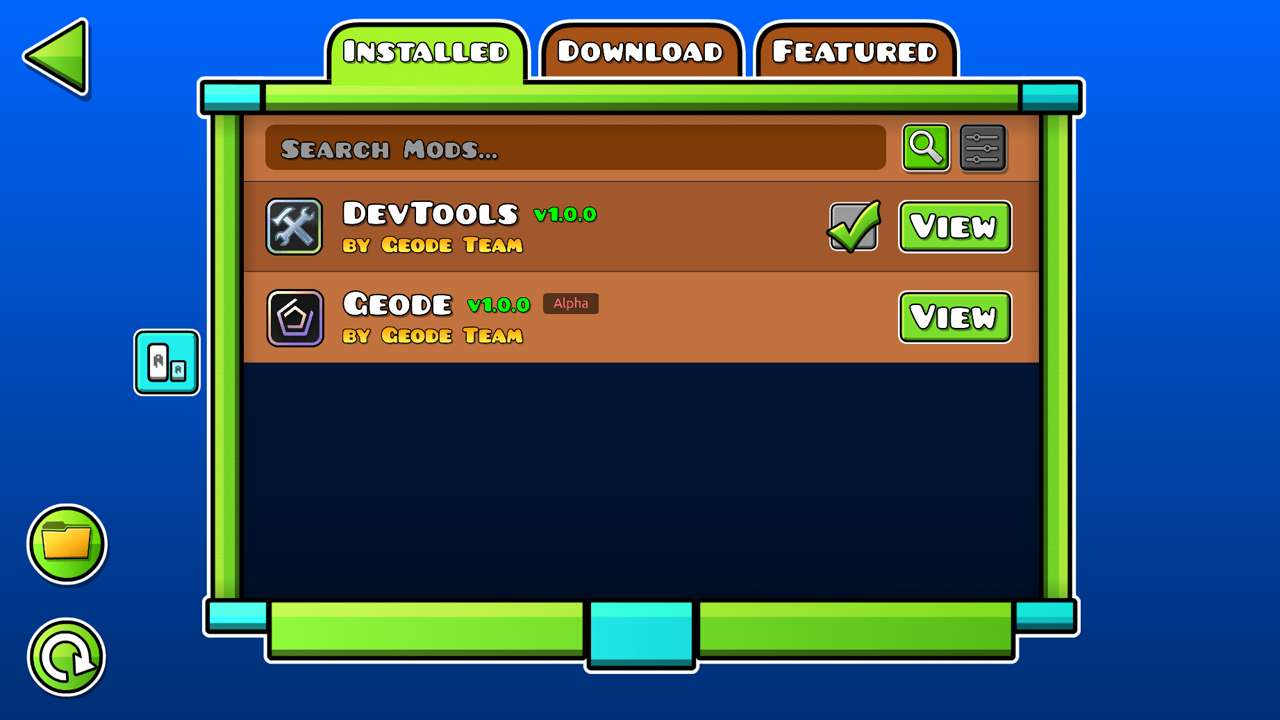 Installed
Download
Featured
Search Mods...
DevTools v1.0.0
by Geode Team
View
Geode v1.0.0 Alpha
by Geode Team
View
A
A